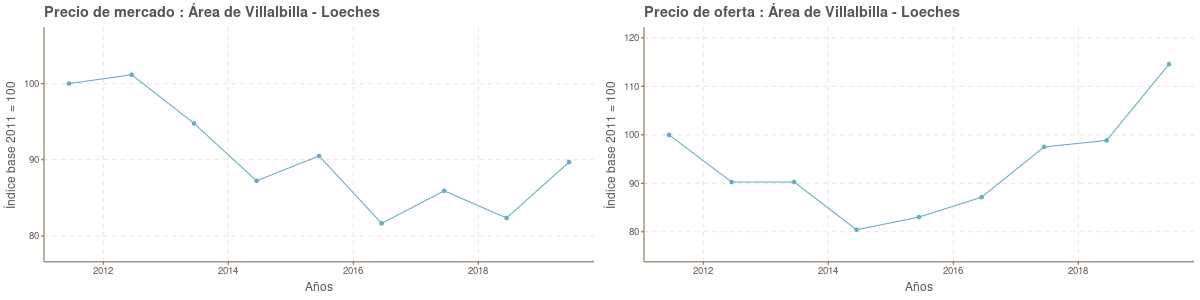 Precio de mercado : Área de Villalbilla - Loeches
Índice base 2011 = 100
100
90
80
2012
2014
2016
2018
Años
Precio de oferta : Área de Villalbilla - Loeches
Índice base 2011 = 100
120
110
100
90
80
2012
2014
2016
2018
Años